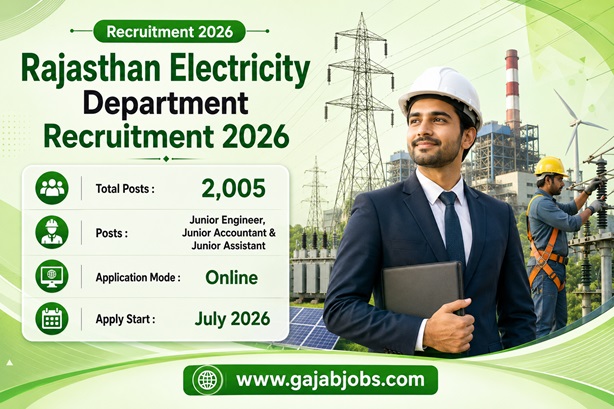 Recruitment 2026
Rajasthan Electricity
Department
Recruitment 2026
Total Posts : 2,005
Posts : Junior Engineer,
Junior Accountant &
Junior Assistant
Application Mode : Online
Apply Start : July 2026
www.gajabjobs.com